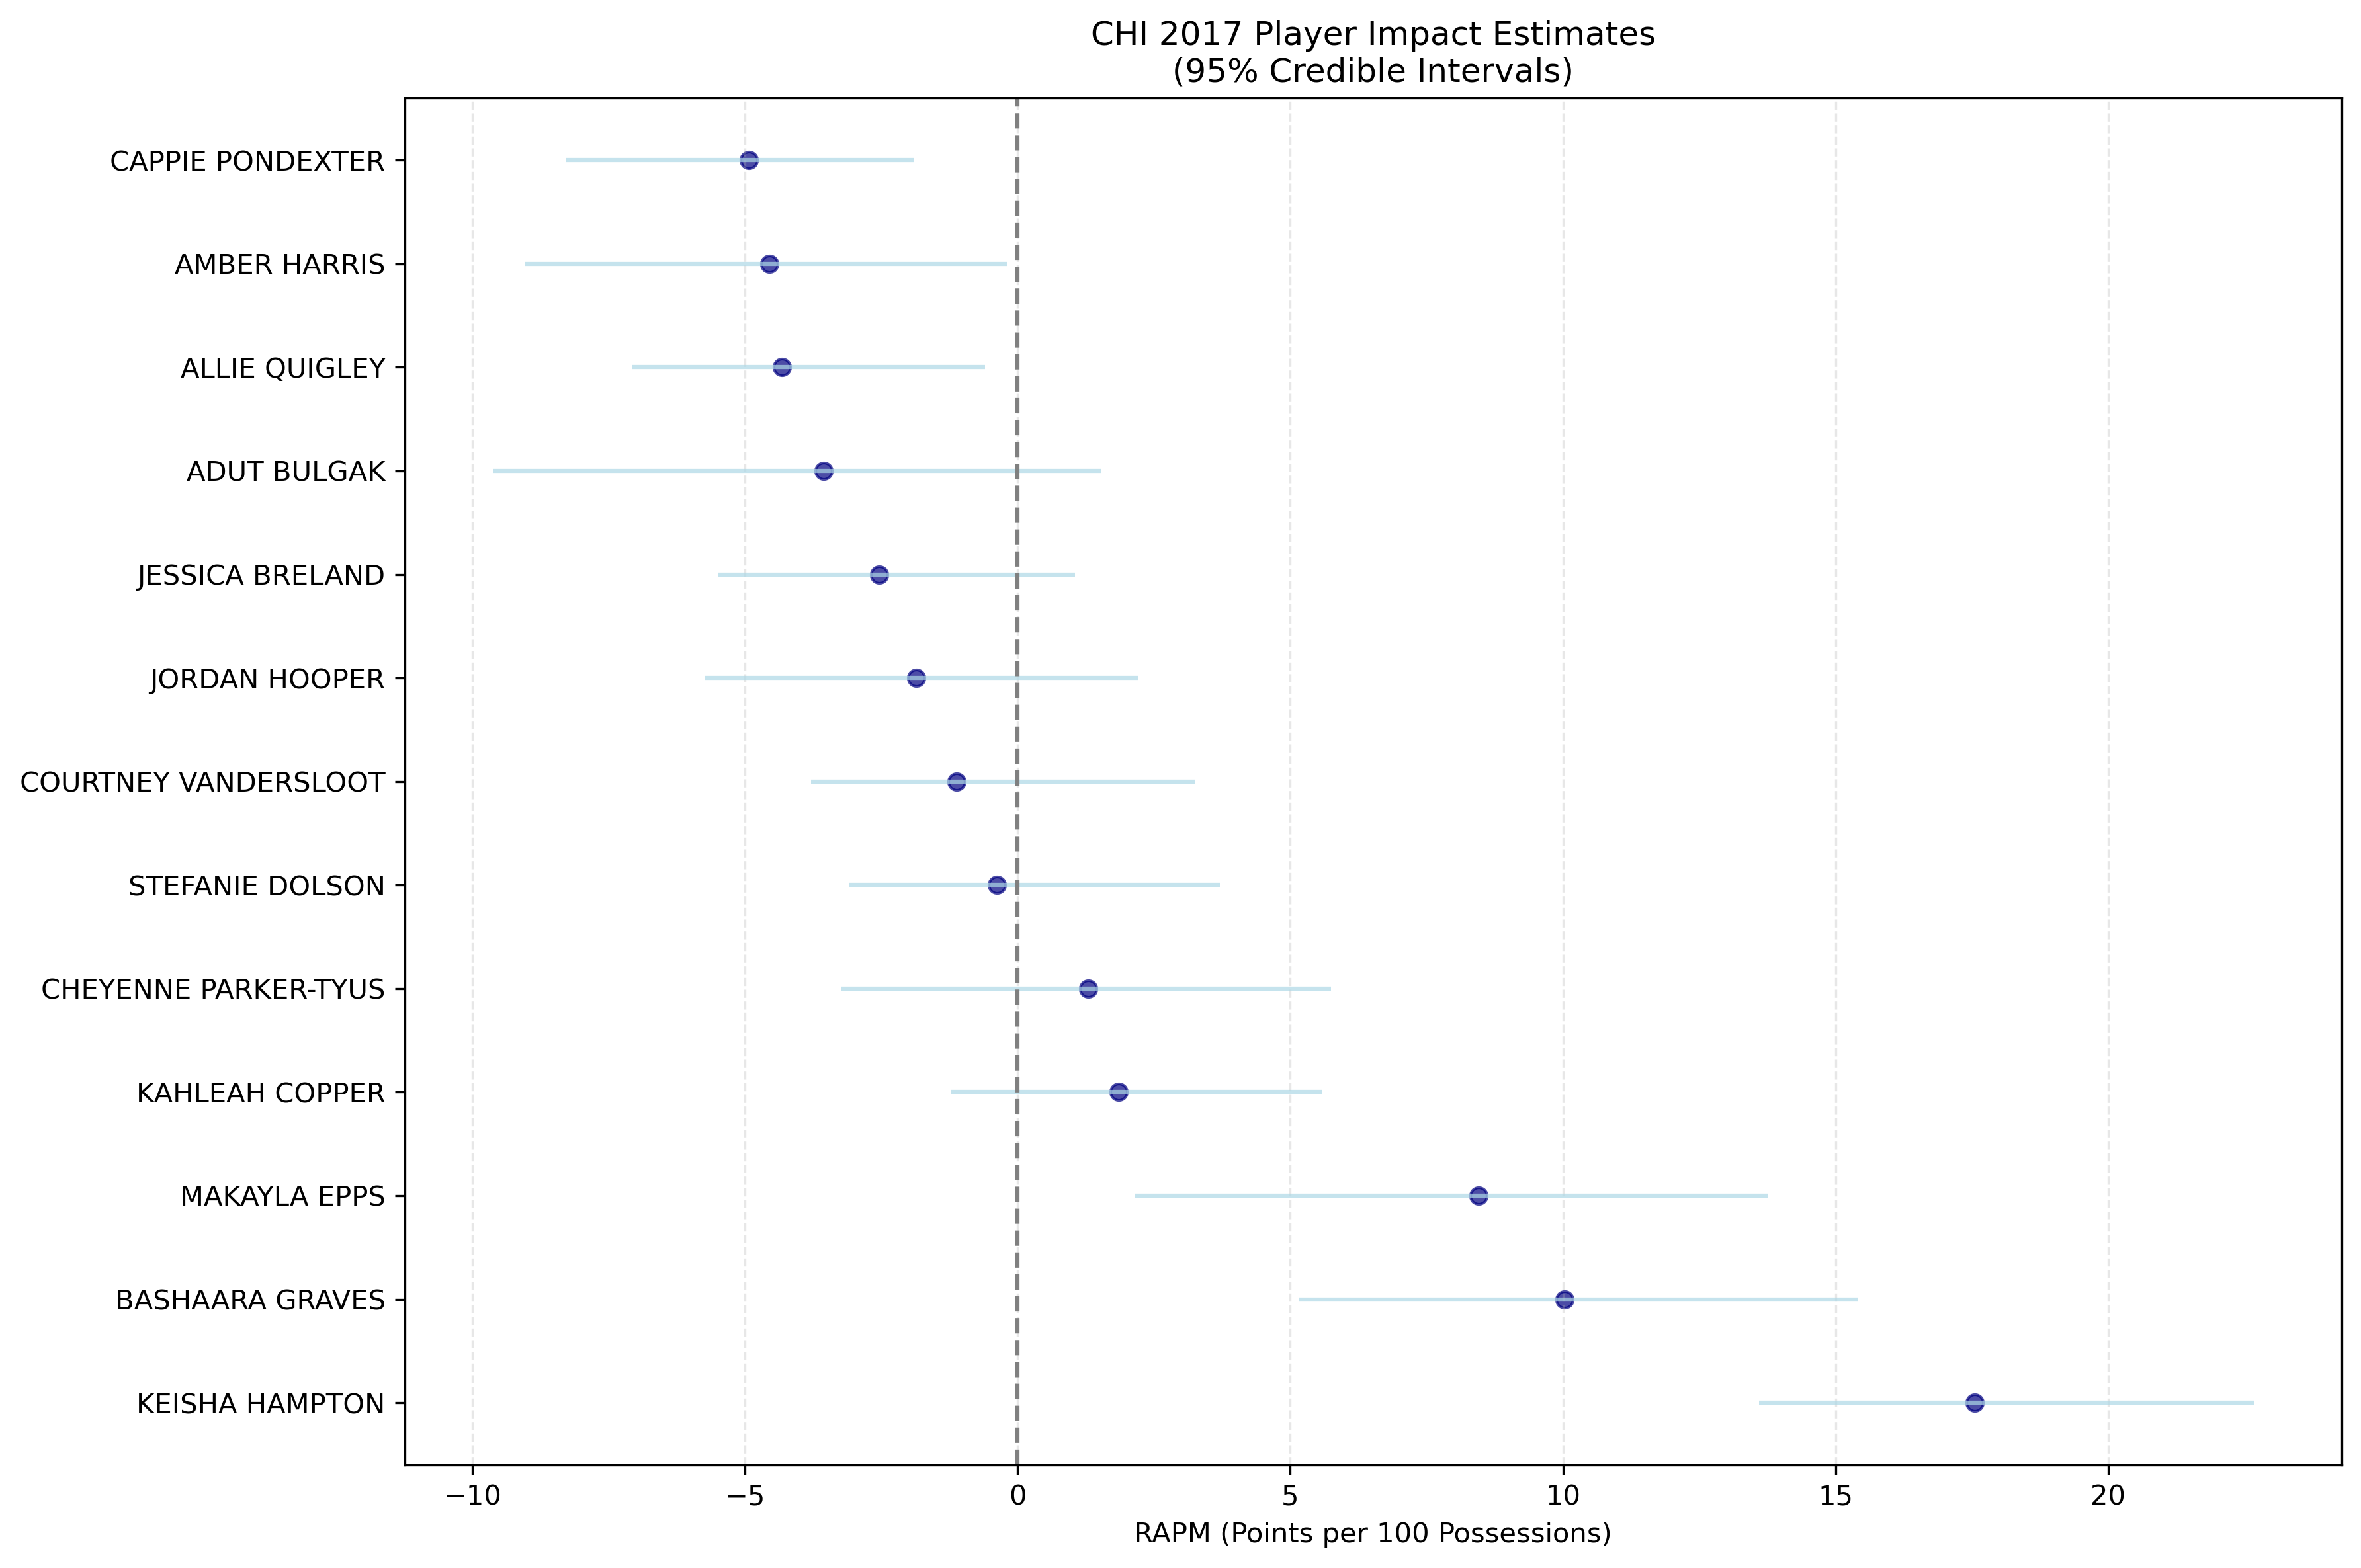 CHI 2017 Player Impact Estimates
(95% Credible Intervals)
CAPPIE PONDEXTER
AMBER HARRIS
ALLIE QUIGLEY
ADUT BULGAK
JESSICA BRELAND
JORDAN HOOPER
COURTNEY VANDERSLOOT
STEFANIE DOLSON
CHEYENNE PARKER-TYUS
KAHLEAH COPPER
MAKAYLA EPPS
BASHAARA GRAVES
KEISHA HAMPTON
−10 −5 0 5 10 15 20
RAPM (Points per 100 Possessions)